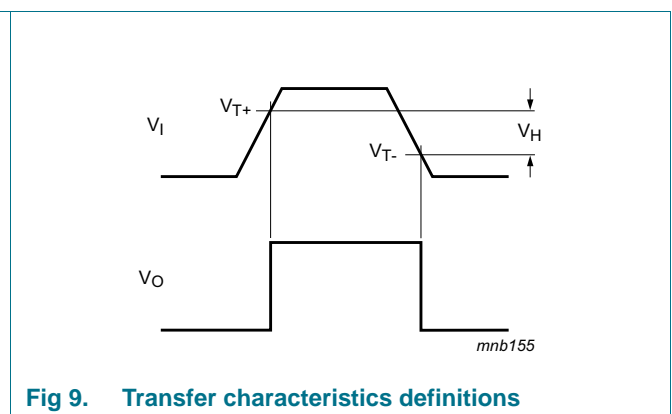 VT+
VI
VH
VT-
VO
mnb155
Fig 9. Transfer characteristics definitions